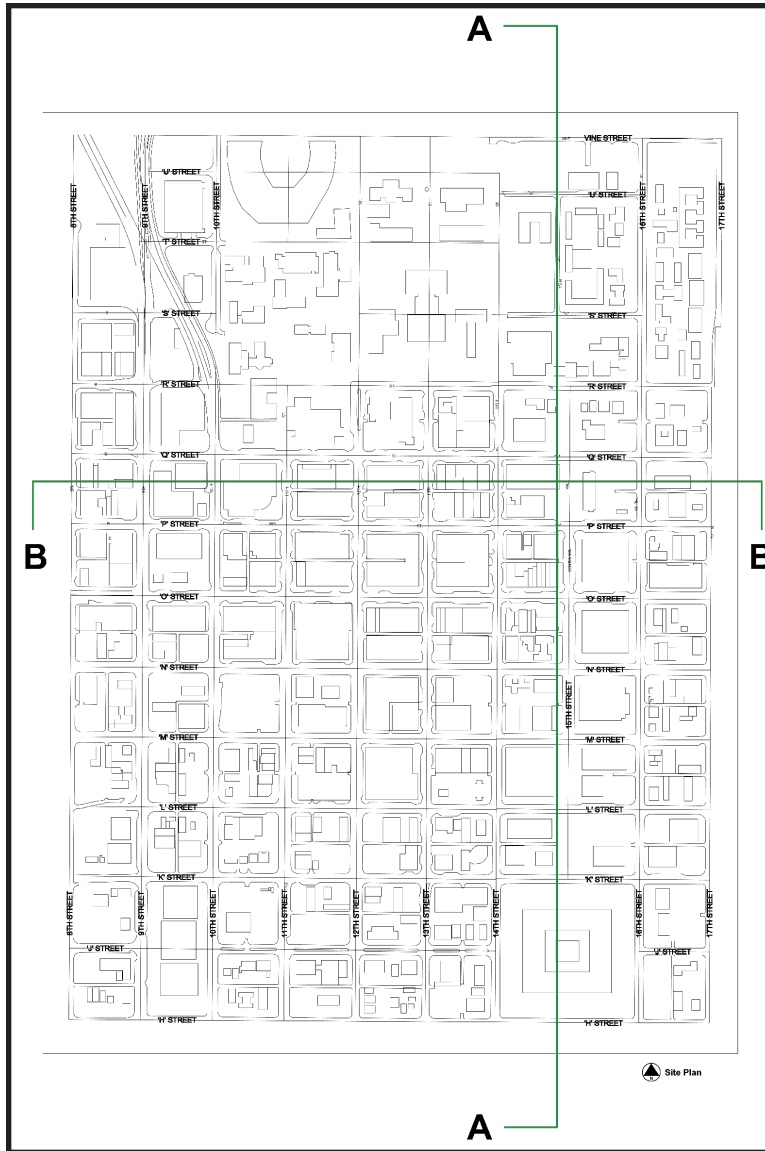 A
VINE STREET
'U' STREET
'U' STREET
8TH STREET
9TH STREET
10TH STREET
16TH STREET
17TH STREET
'T' STREET
'S' STREET
'S' STREET
'R' STREET
'R' STREET
'Q' STREET
'Q' STREET
'P' STREET
'P' STREET
B
B
'O' STREET
'O' STREET
'N' STREET
'N' STREET
15TH STREET
'M' STREET
'M' STREET
'L' STREET
'L' STREET
'K' STREET
'K' STREET
8TH STREET
9TH STREET
10TH STREET
11TH STREET
12TH STREET
13TH STREET
14TH STREET
16TH STREET
17TH STREET
'J' STREET
'J' STREET
'H' STREET
'H' STREET
N
Site Plan
A